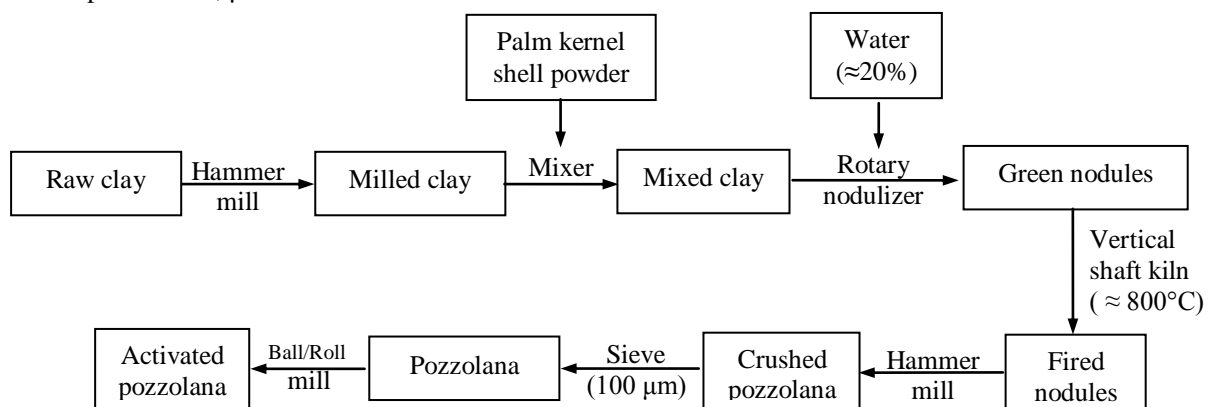 Palm kernel
shell powder
Water
(≈20%)
Raw clay
Hammer
mill
Milled clay
Mixer
Mixed clay
Rotary
nodulizer
Green nodules
Vertical
shaft kiln
( ≈ 800°C)
Fired
nodules
Hammer
mill
Crushed
pozzolana
Sieve
(100 μm)
Pozzolana
Ball/Roll
mill
Activated
pozzolana